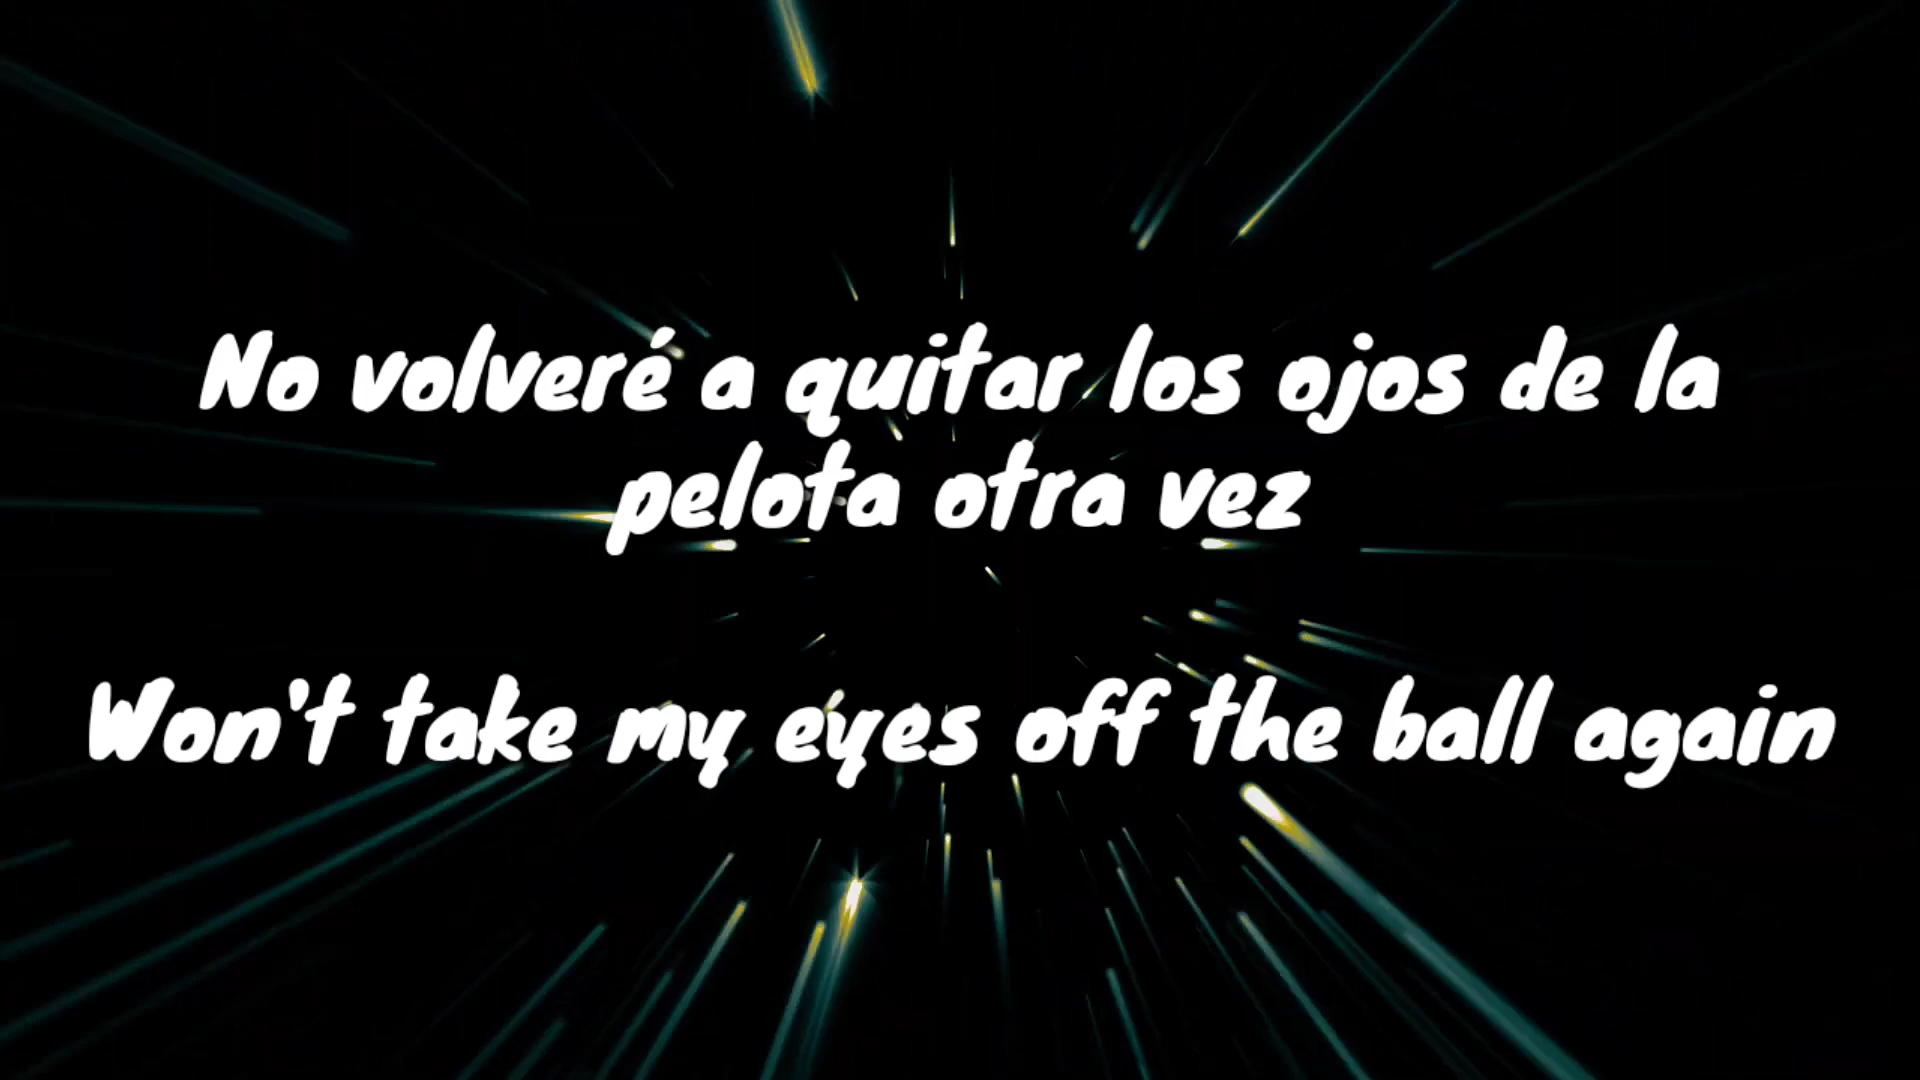 No volveré a quitar los ojos de la
pelota otra vez
Won't take my eyes off the ball again